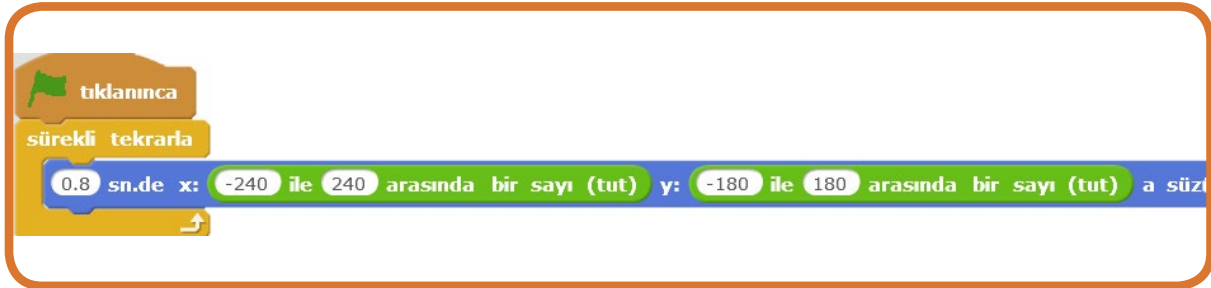 tıklanınca
sürekli tekrarla
0.8 sn.de x: -240 ile 240 arasında bir sayı (tut) y: -180 ile 180 arasında bir sayı (tut) a